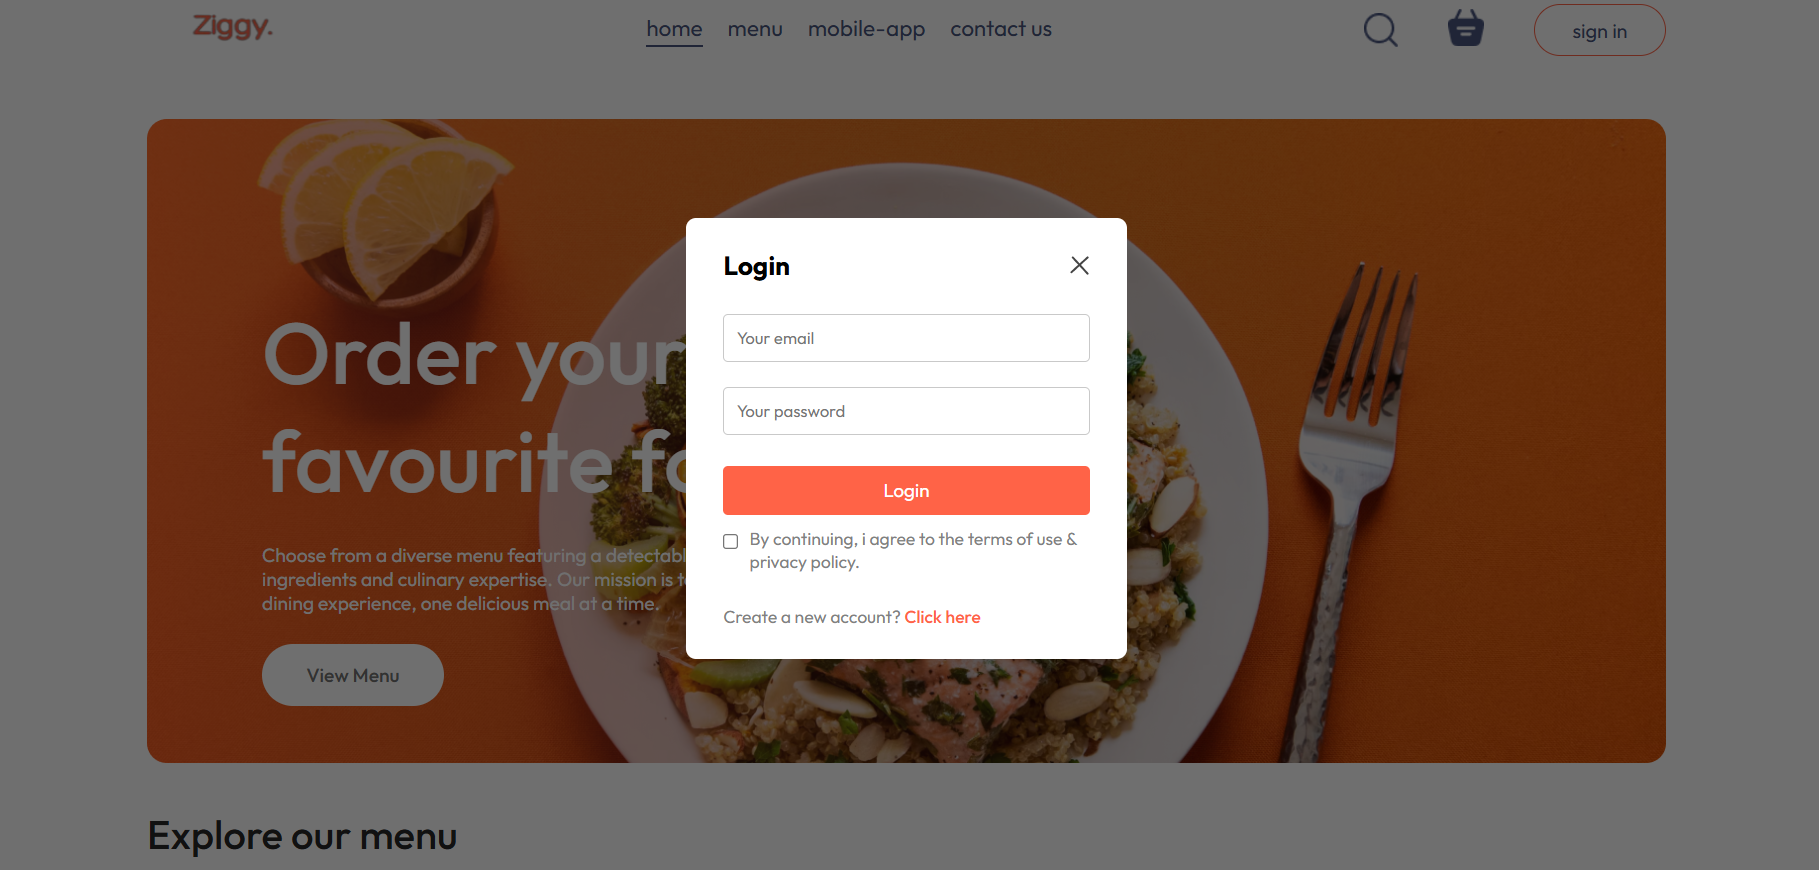 Ziggy.
home menu mobile-app contact us
sign in
Login
Your email
Your password
Login
By continuing, i agree to the terms of use &
privacy policy.
Create a new account? Click here
Order your
favourite
Choose from a diverse menu featuring a
ingredients and culinary expertise. Our mission is
dining experience, one delicious meal at a time.
View Menu
Explore our menu